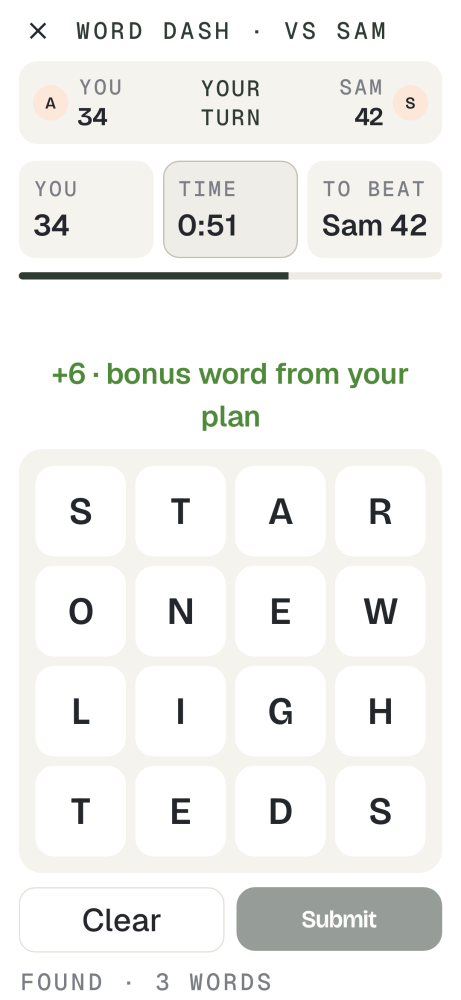 × WORD DASH · VS SAM
A YOU 34 YOUR TURN SAM 42 S
YOU TIME TO BEAT
34 0:51 Sam 42
+6 · bonus word from your
plan
S T A R
O N E W
L I G H
T E D S
Clear Submit
FOUND · 3 WORDS